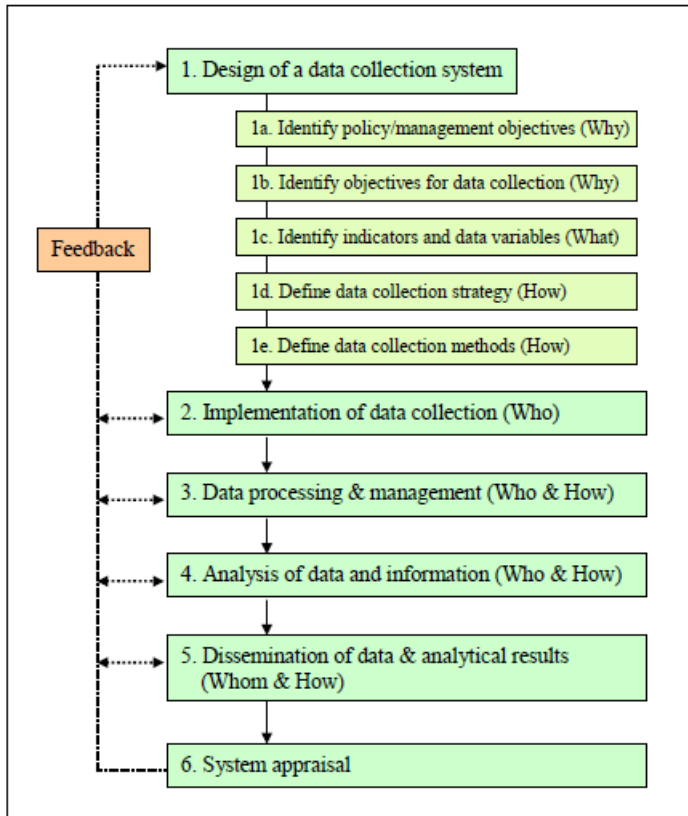 1. Design of a data collection system
1a. Identify policy/management objectives (Why)
1b. Identify objectives for data collection (Why)
Feedback
1c. Identify indicators and data variables (What)
1d. Define data collection strategy (How)
1e. Define data collection methods (How)
2. Implementation of data collection (Who)
3. Data processing & management (Who & How)
4. Analysis of data and information (Who & How)
5. Dissemination of data & analytical results
(Whom & How)
6. System appraisal